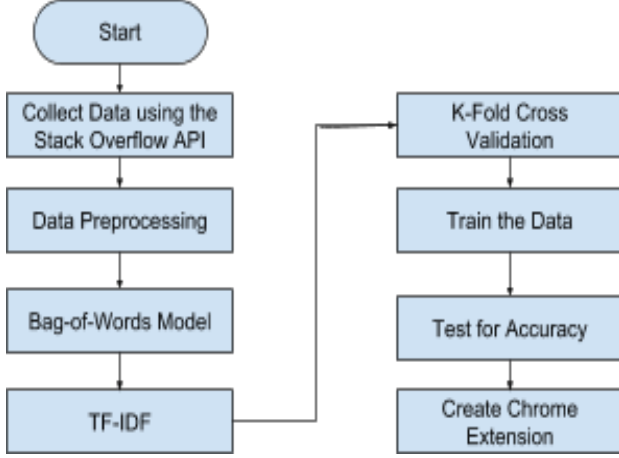 Start
Collect Data using the
Stack Overflow API
Data Preprocessing
Bag-of-Words Model
TF-IDF
K-Fold Cross
Validation
Train the Data
Test for Accuracy
Create Chrome
Extension